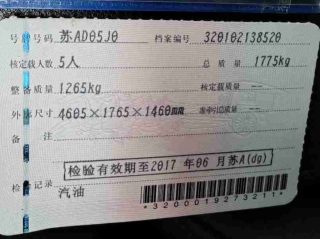 号牌号码 苏AD05J0 档案编号 320102138520
核定载人数 5人 总质量 1775kg
整备质量 1265kg 核定载质量 --
外廓尺寸 4605×1765×1460mm 准牵引总质量 --
备注
检验有效期至2017年06月苏A(dg)
检验记录 汽油
*3200019273211*